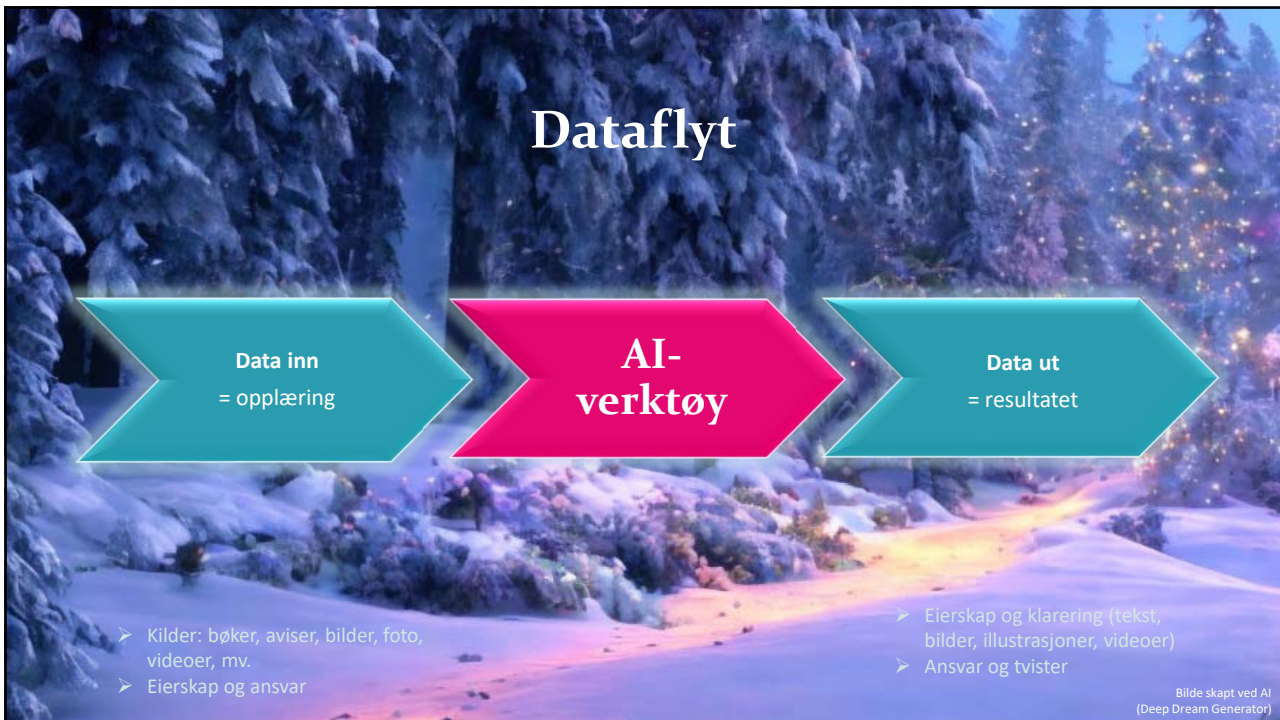 Dataflyt
Data inn
= opplæring
AI-
verktøy
Data ut
= resultatet
➢ Kilder: bøker, aviser, bilder, foto,
videoer, mv.
➢ Eierskap og ansvar
➢ Eierskap og klarering (tekst,
bilder, illustrasjoner, videoer)
➢ Ansvar og tvister
Bilde skapt ved AI
(Deep Dream Generator)